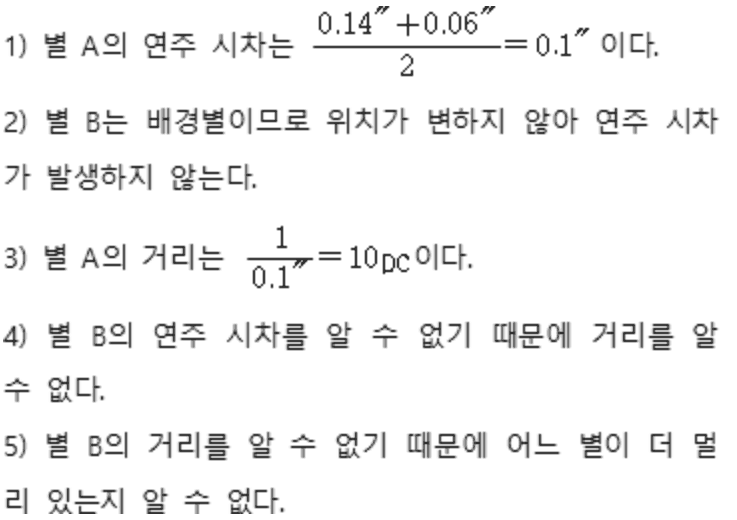 1) 별 A의 연주 시차는 (0.14″+0.06″)/2 = 0.1″ 이다.
2) 별 B는 배경별이므로 위치가 변하지 않아 연주 시차
가 발생하지 않는다.
3) 별 A의 거리는 1/0.1″ = 10pc이다.
4) 별 B의 연주 시차를 알 수 없기 때문에 거리를 알
수 없다.
5) 별 B의 거리를 알 수 없기 때문에 어느 별이 더 멀
리 있는지 알 수 없다.